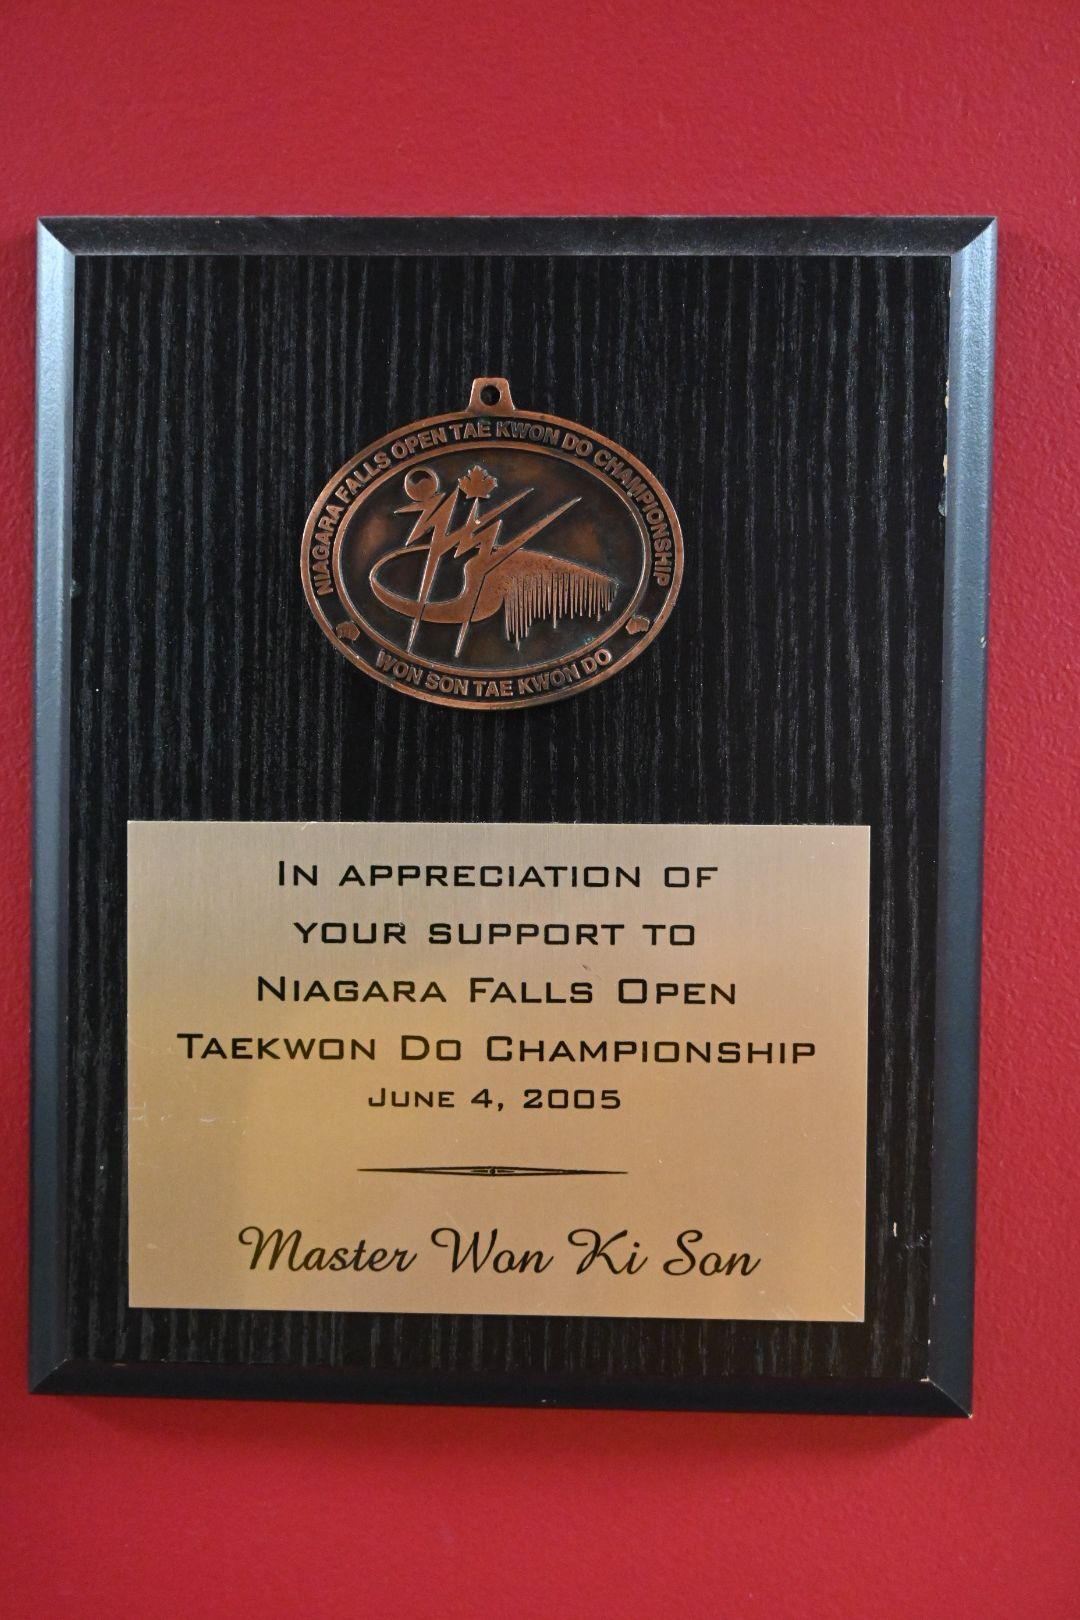 NIAGARA FALLS OPEN TAE KWON DO CHAMPIONSHIP
WON SON TAE KWON DO
IN APPRECIATION OF
YOUR SUPPORT TO
NIAGARA FALLS OPEN
TAEKWON DO CHAMPIONSHIP
JUNE 4, 2005
Master Won Ki Son